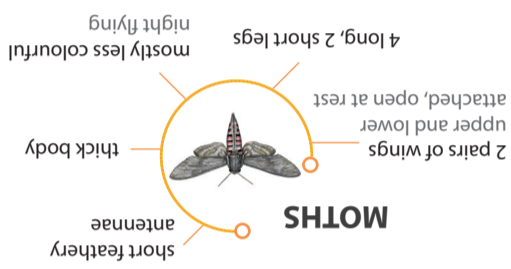 MOTHS
short feathery
antennae
2 pairs of wings
upper and lower
attached, open at rest
thick body
4 long, 2 short legs
mostly less colourful
night flying